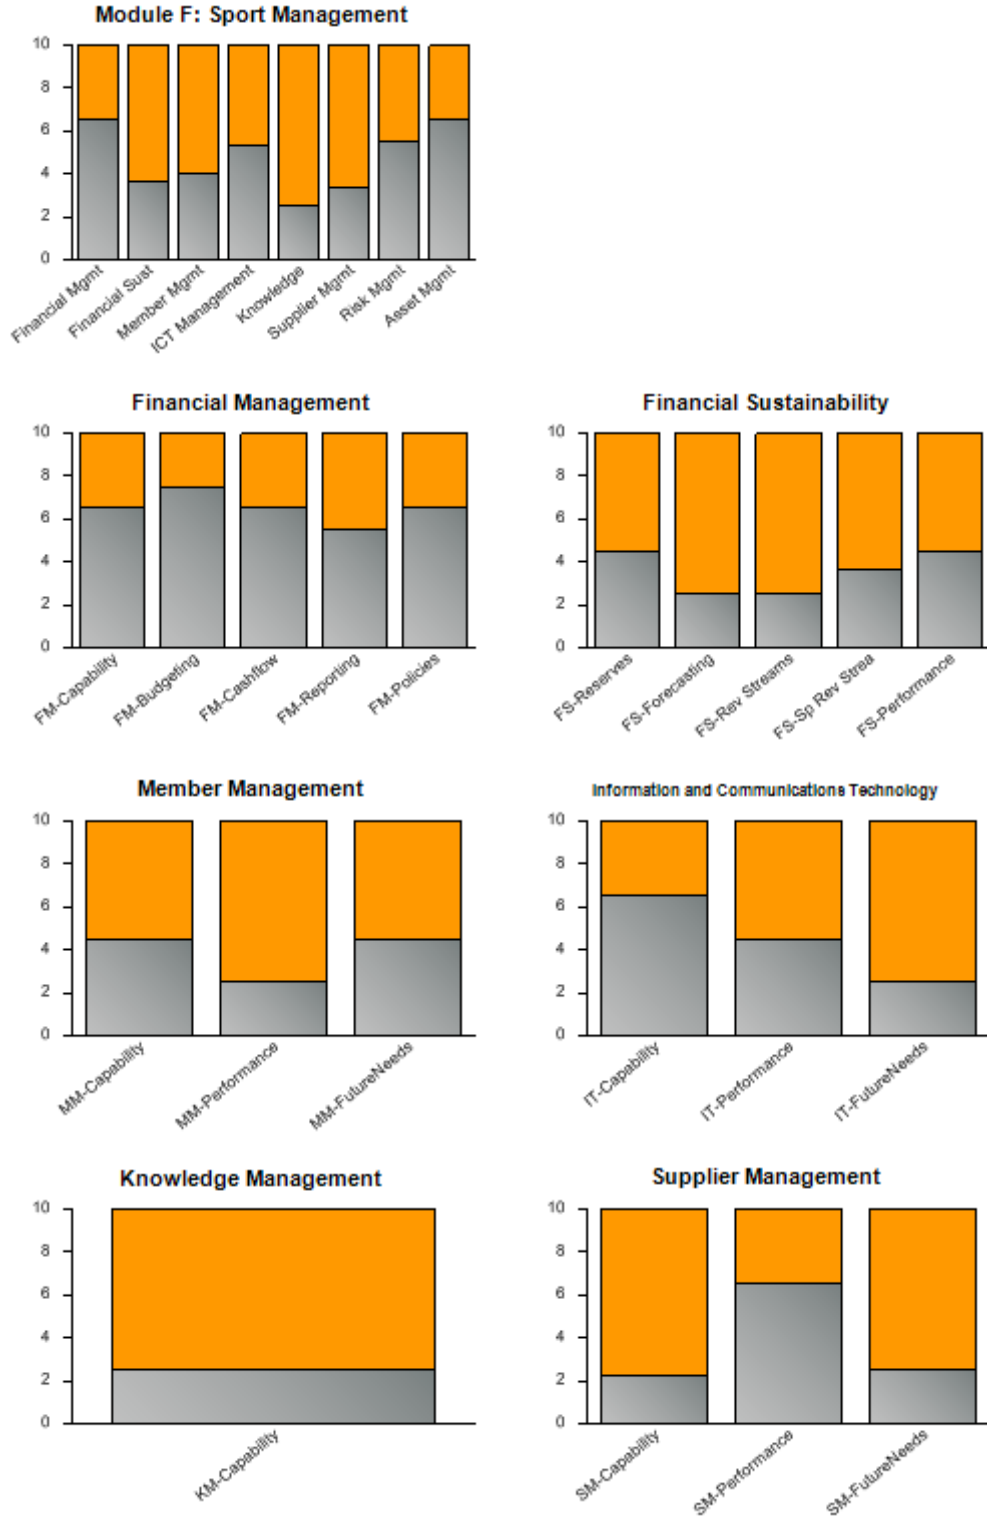 Module F: Sport Management
10
8
6
4
2
0
Financial Mgmt
Financial Sust
Member Mgmt
ICT Management
Knowledge
Supplier Mgmt
Risk Mgmt
Asset Mgmt
Financial Management
10
8
6
4
2
0
FM-Capability
FM-Budgeting
FM-Cashflow
FM-Reporting
FM-Policies
Financial Sustainability
10
8
6
4
2
0
FS-Reserves
FS-Forecasting
FS-Rev Streams
FS-Sp Rev Strea
FS-Performance
Member Management
10
8
6
4
2
0
MM-Capability
MM-Performance
MM-FutureNeeds
Information and Communications Technology
10
8
6
4
2
0
IT-Capability
IT-Performance
IT-FutureNeeds
Knowledge Management
10
8
6
4
2
0
KM-Capability
Supplier Management
10
8
6
4
2
0
SM-Capability
SM-Performance
SM-FutureNeeds